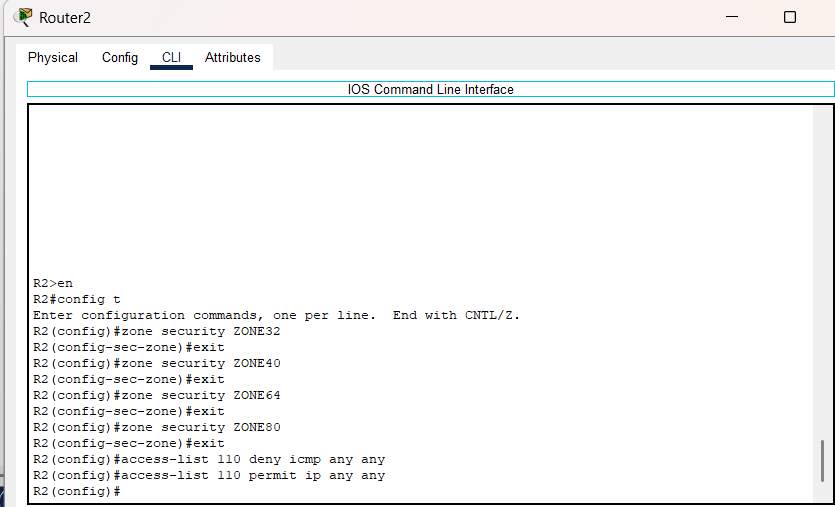 Router2
Physical Config CLI Attributes
IOS Command Line Interface
R2>en
R2#config t
Enter configuration commands, one per line.  End with CNTL/Z.
R2(config)#zone security ZONE32
R2(config-sec-zone)#exit
R2(config)#zone security ZONE40
R2(config-sec-zone)#exit
R2(config)#zone security ZONE64
R2(config-sec-zone)#exit
R2(config)#zone security ZONE80
R2(config-sec-zone)#exit
R2(config)#access-list 110 deny icmp any any
R2(config)#access-list 110 permit ip any any
R2(config)#